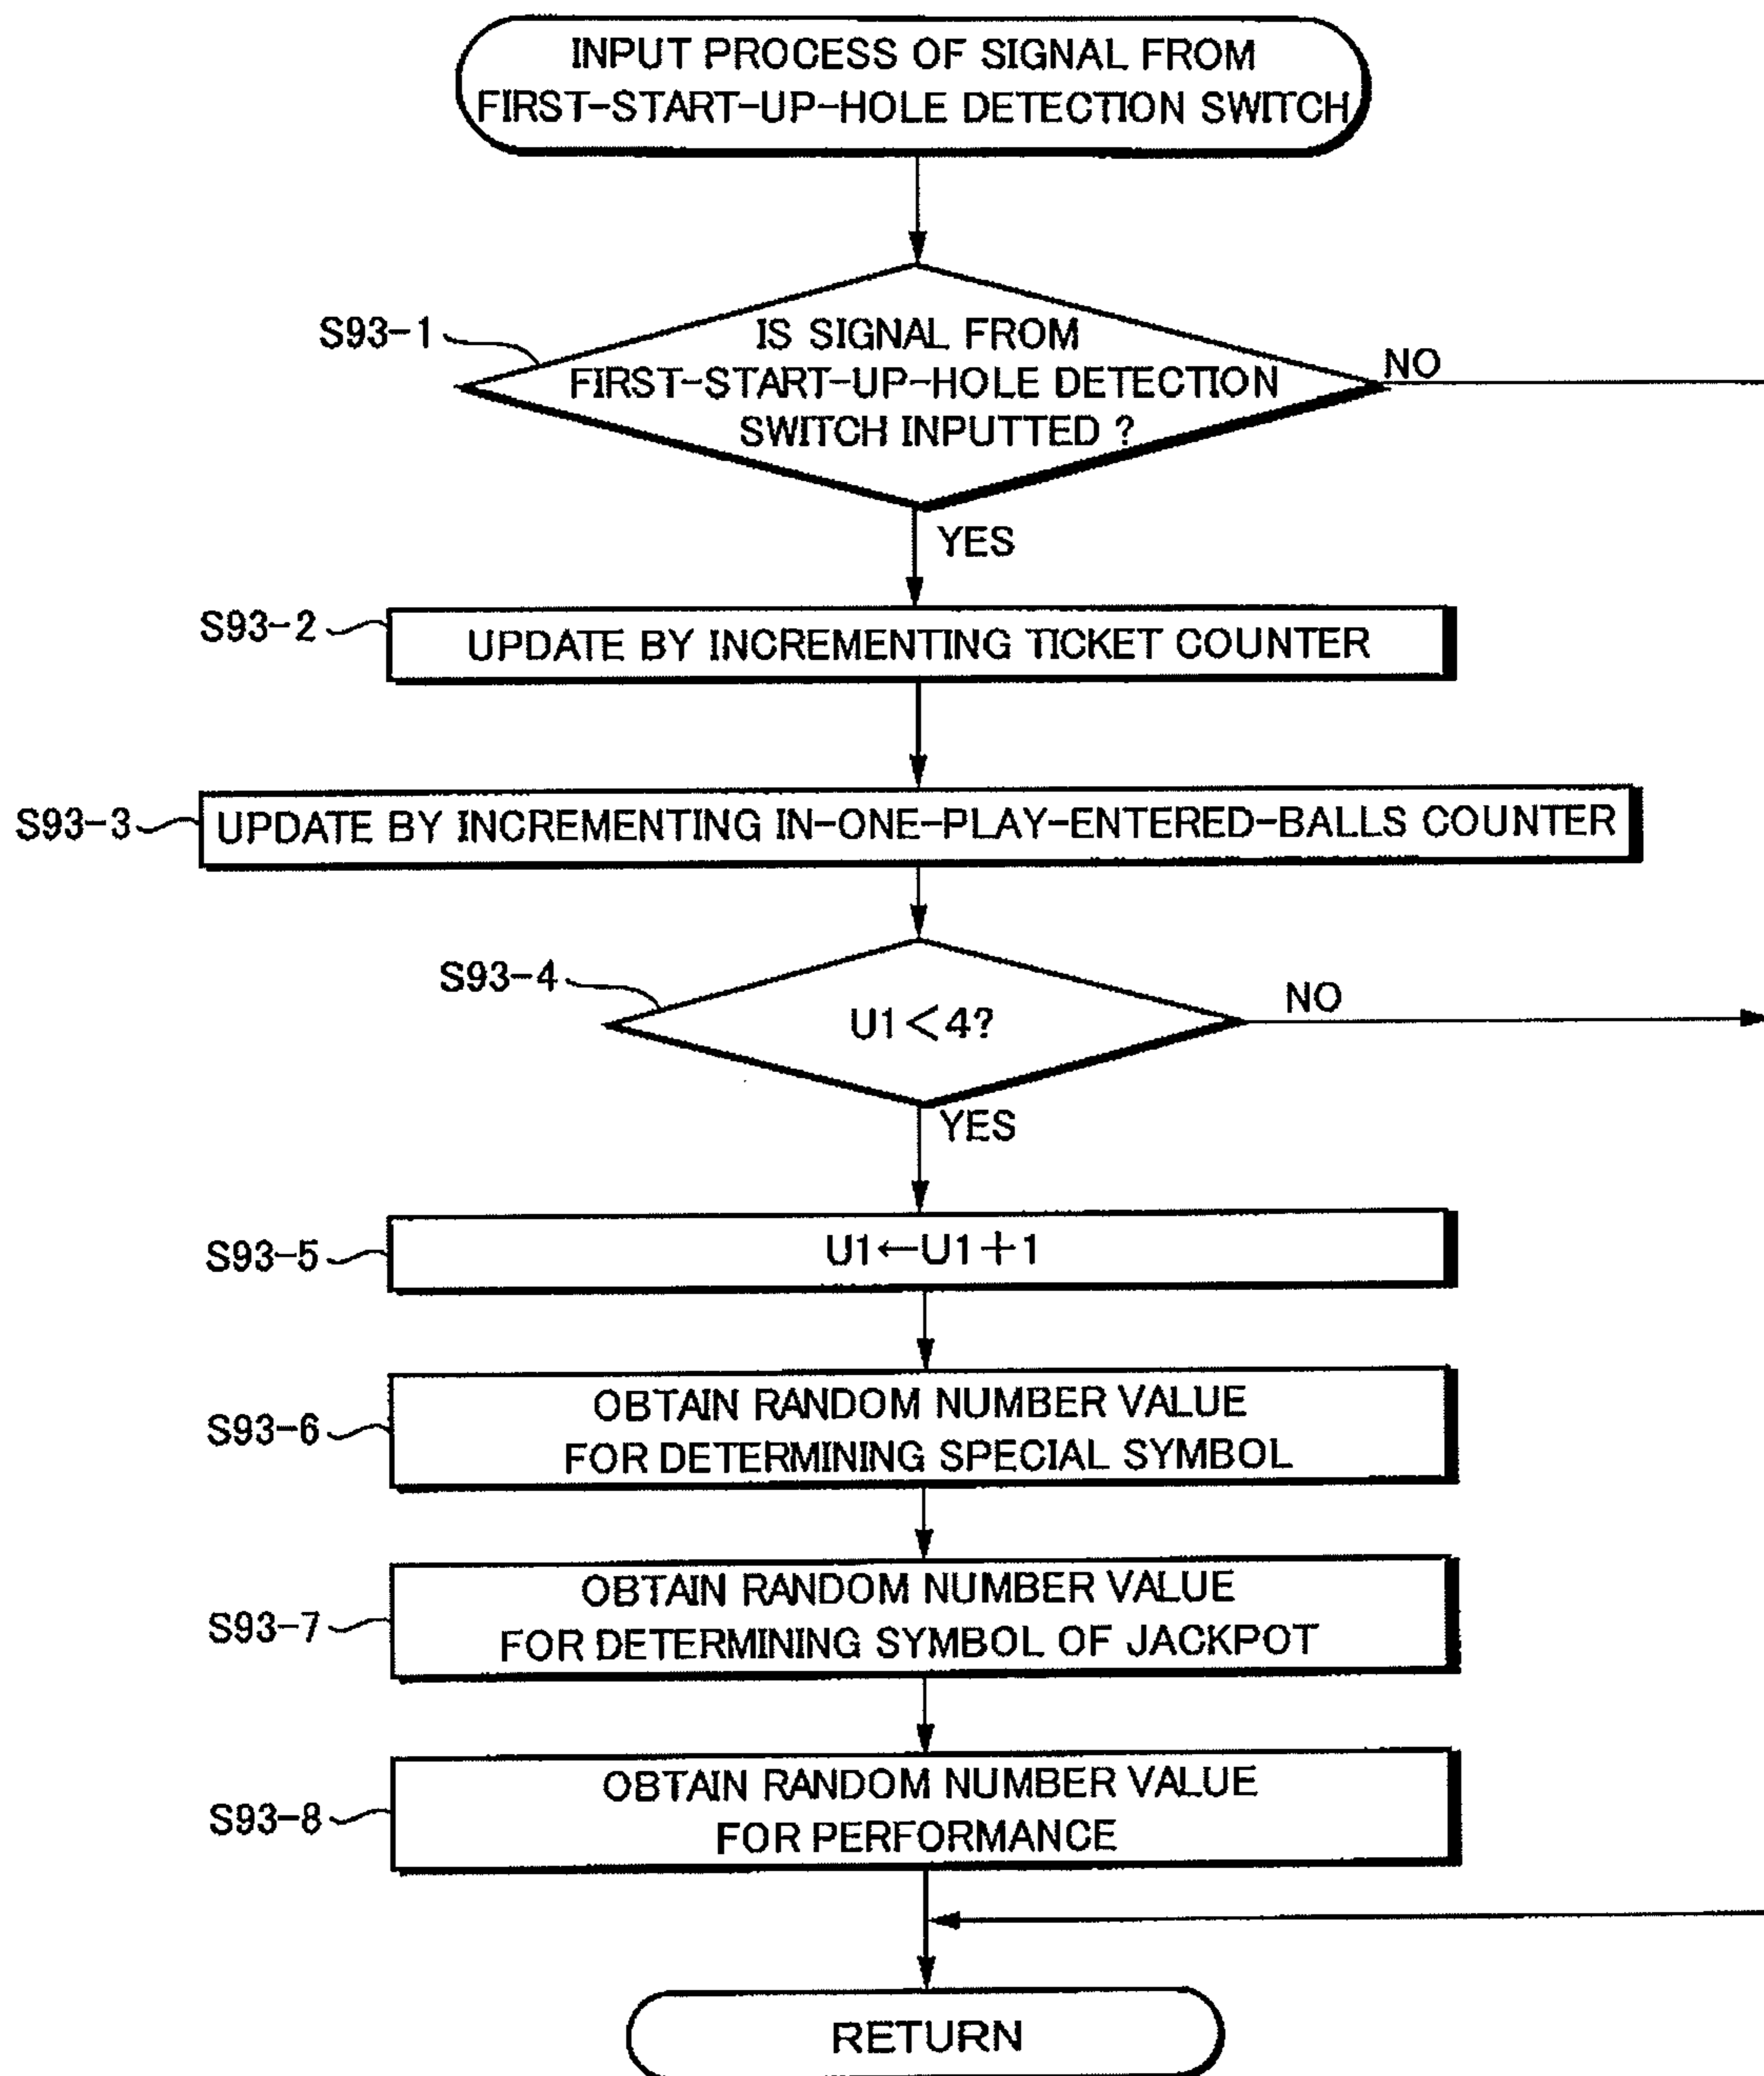 INPUT PROCESS OF SIGNAL FROM
FIRST-START-UP-HOLE DETECTION SWITCH
S93-1
IS SIGNAL FROM
FIRST-START-UP-HOLE DETECTION
SWITCH INPUTTED ?
NO
YES
S93-2
UPDATE BY INCREMENTING TICKET COUNTER
S93-3
UPDATE BY INCREMENTING IN-ONE-PLAY-ENTERED-BALLS COUNTER
S93-4
U1<4?
NO
YES
S93-5
U1←U1+1
S93-6
OBTAIN RANDOM NUMBER VALUE
FOR DETERMINING SPECIAL SYMBOL
S93-7
OBTAIN RANDOM NUMBER VALUE
FOR DETERMINING SYMBOL OF JACKPOT
S93-8
OBTAIN RANDOM NUMBER VALUE
FOR PERFORMANCE
RETURN